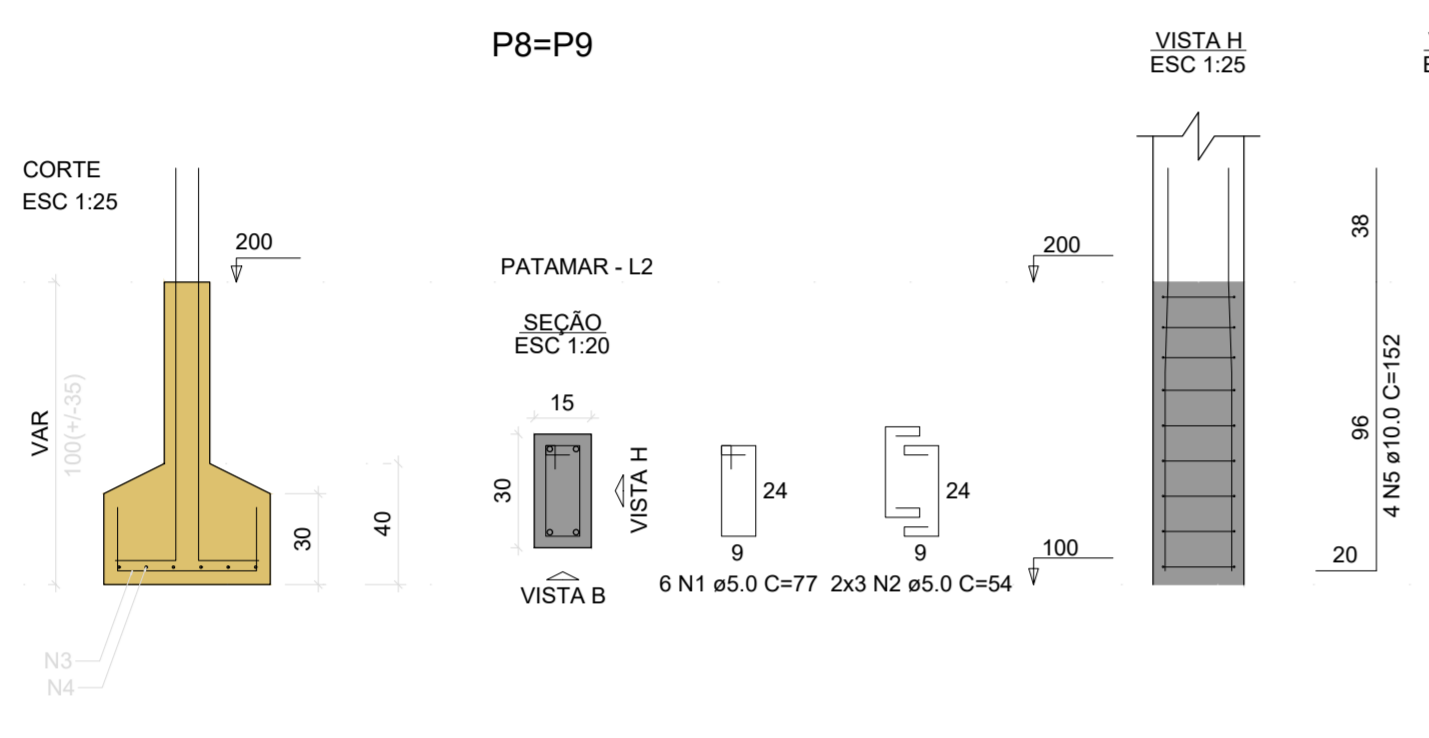 P8=P9
VISTA H
ESC 1:25
CORTE
ESC 1:25
200
VAR
100(+/-35)
30
40
N3
N4
PATAMAR - L2
SEÇÃO
ESC 1:20
15
30
VISTA H
VISTA B
24
9
6 N1 ø5.0 C=77
24
9
2x3 N2 ø5.0 C=54
200
100
38
96
4 N5 ø10.0 C=152
20